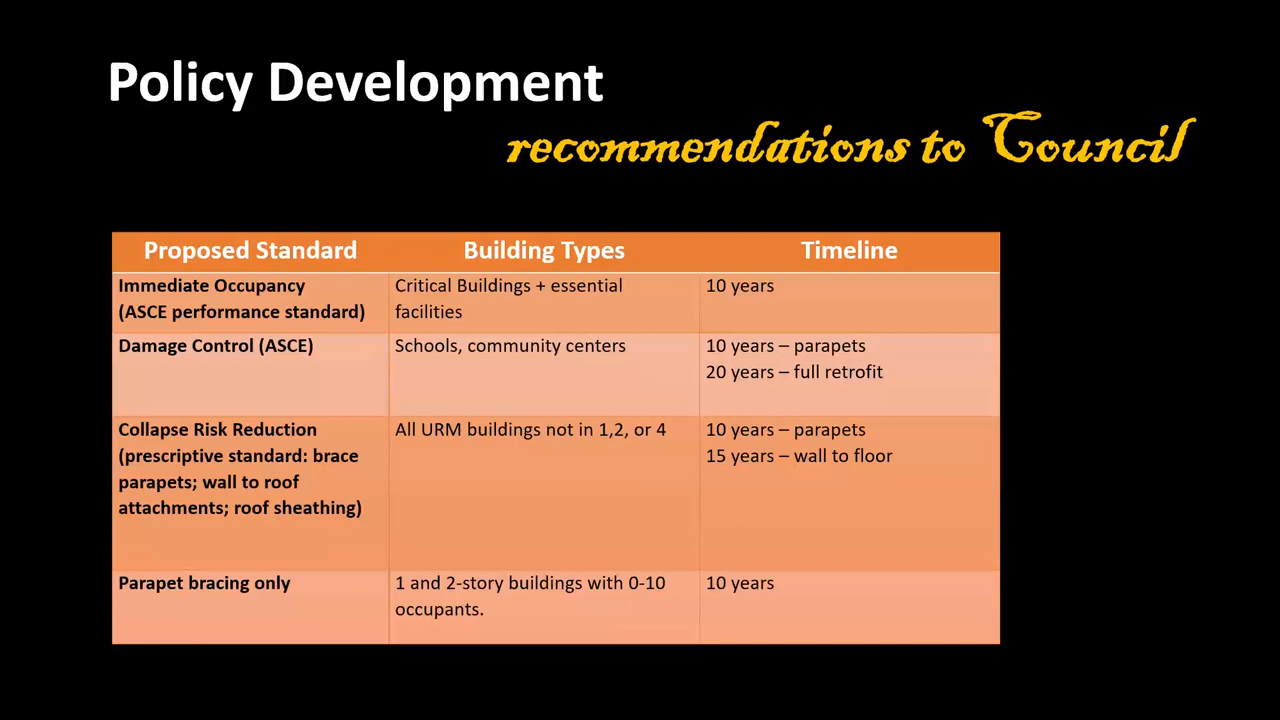 Policy Development
recommendations to Council
Proposed Standard
Building Types
Timeline
Immediate Occupancy
(ASCE performance standard)
Critical Buildings + essential
facilities
10 years
Damage Control (ASCE)
Schools, community centers
10 years – parapets
20 years – full retrofit
Collapse Risk Reduction
(prescriptive standard: brace
parapets; wall to roof
attachments; roof sheathing)
All URM buildings not in 1,2, or 4
10 years – parapets
15 years – wall to floor
Parapet bracing only
1 and 2-story buildings with 0-10
occupants.
10 years